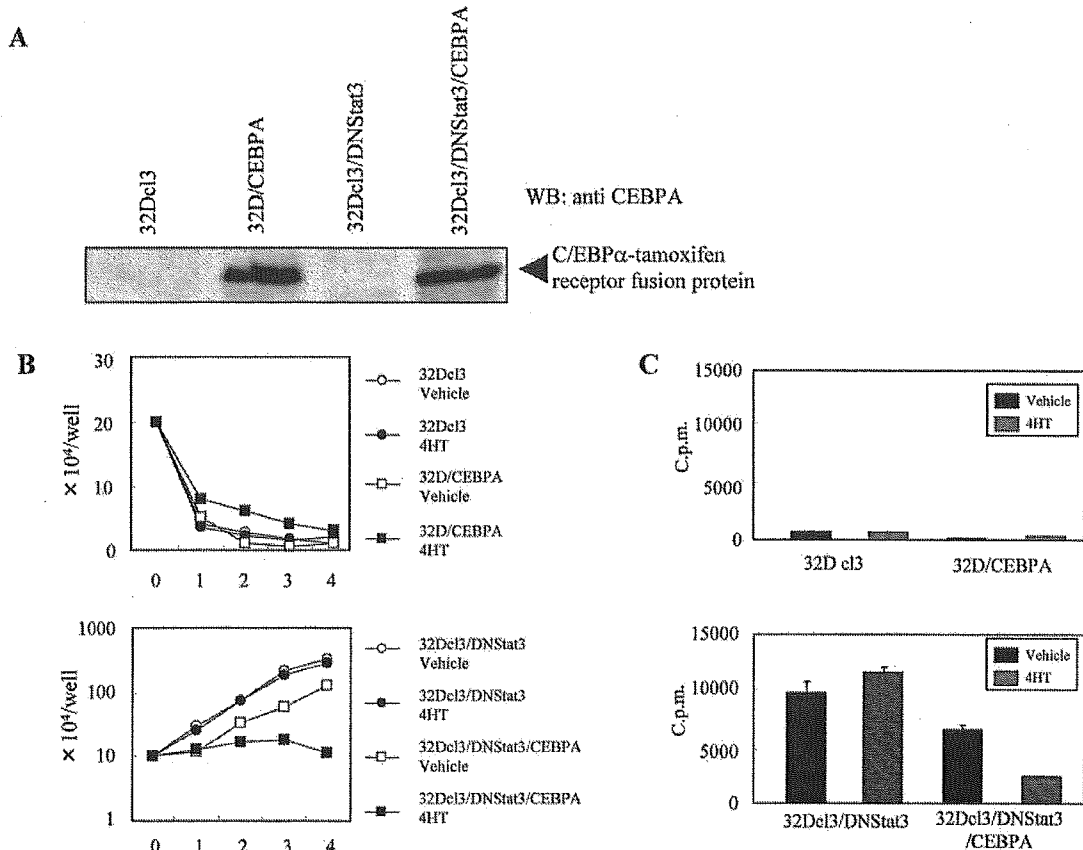 A
32Dcl3
32D/CEBPA
32Dcl3/DNStat3
32Dcl3/DNStat3/CEBPA
WB: anti CEBPA
C/EBPα-tamoxifen
receptor fusion protein
B
× 10⁴/well
30
20
10
0
0 1 2 3 4
32Dcl3
Vehicle
32Dcl3
4HT
32D/CEBPA
Vehicle
32D/CEBPA
4HT
× 10⁴/well
1000
100
10
1
0 1 2 3 4
32Dcl3/DNStat3
Vehicle
32Dcl3/DNStat3
4HT
32Dcl3/DNStat3/CEBPA
Vehicle
32Dcl3/DNStat3/CEBPA
4HT
C
C.p.m.
15000
10000
5000
0
Vehicle
4HT
32D cl3 32D/CEBPA
C.p.m.
15000
10000
5000
0
Vehicle
4HT
32Dcl3/DNStat3 32Dcl3/DNStat3
/CEBPA